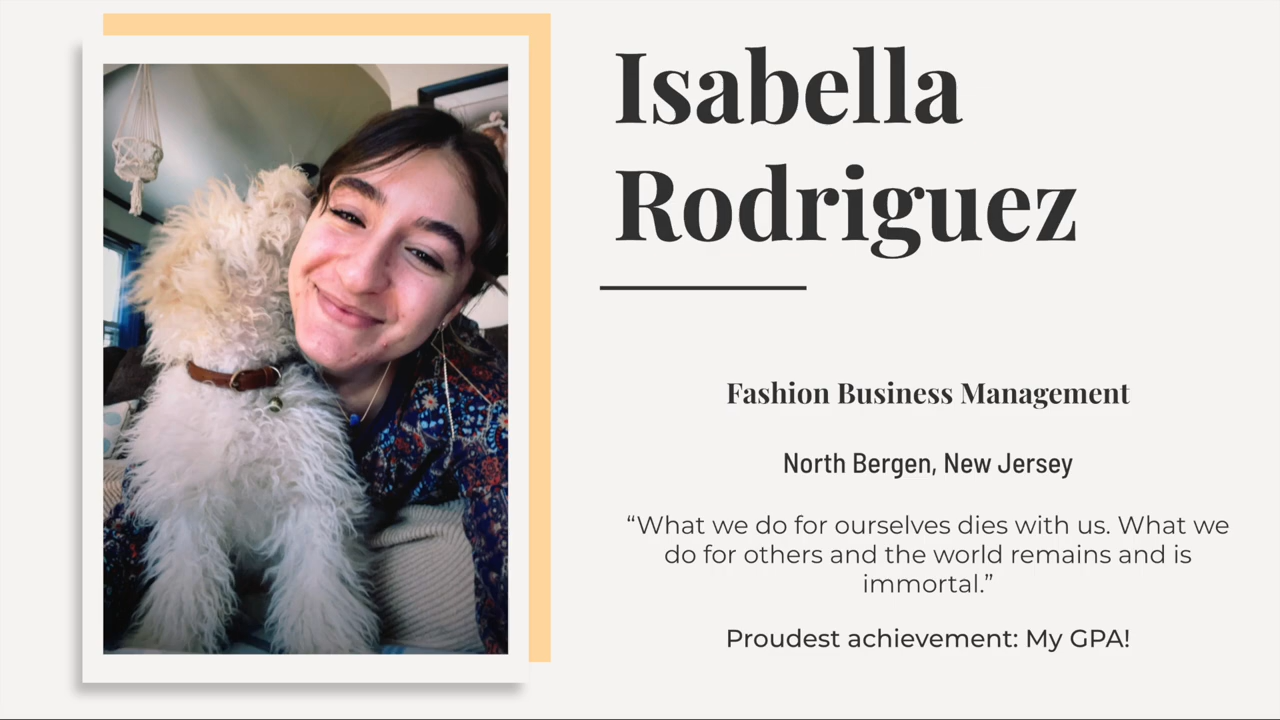 Isabella
Rodriguez
Fashion Business Management
North Bergen, New Jersey
“What we do for ourselves dies with us. What we
do for others and the world remains and is
immortal.”
Proudest achievement: My GPA!